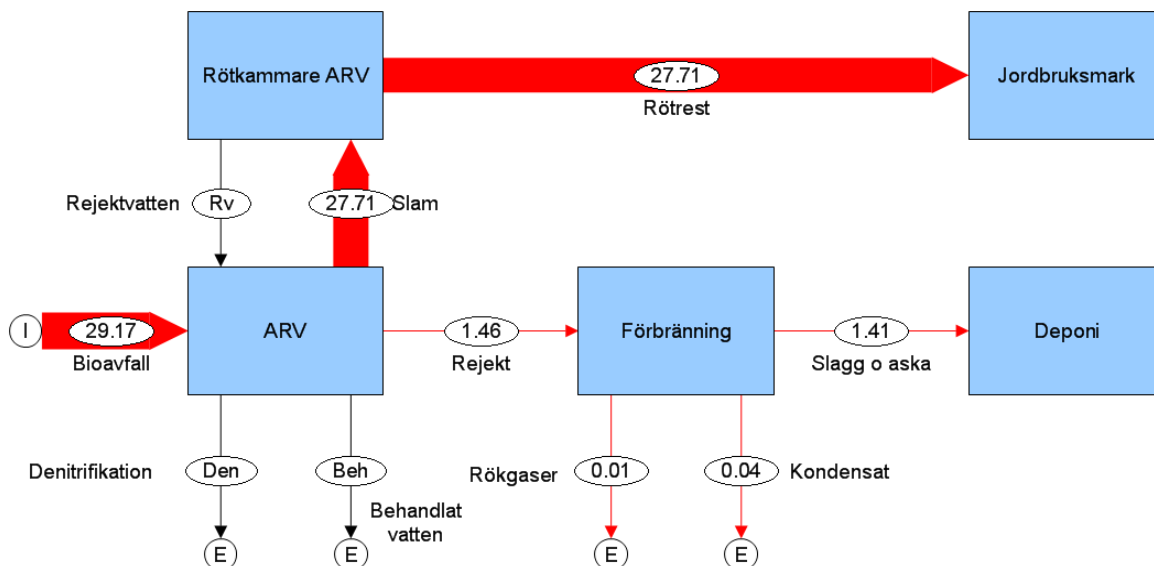 Rötkammare ARV
27.71
Rötrest
Jordbruksmark
Rejektvatten
Rv
27.71
Slam
I
29.17
Bioavfall
ARV
1.46
Rejekt
Förbränning
1.41
Slagg o aska
Deponi
Denitrifikation
Den
Beh
Behandlat
vatten
Rökgaser
0.01
0.04
Kondensat
E
E
E
E